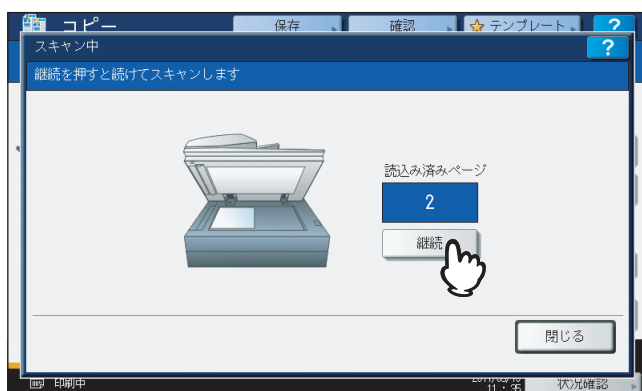 コピー
保存
確認
テンプレート
?
スキャン中
?
継続を押すと続けてスキャンします
読込み済みページ
2
継続
閉じる
印刷中
11:35
状況確認